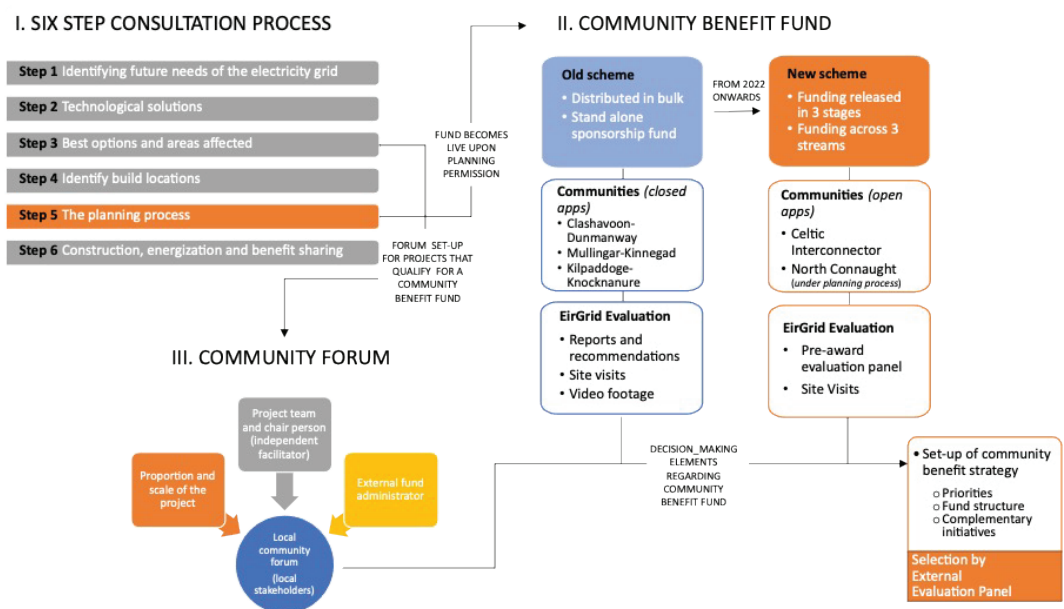 I. SIX STEP CONSULTATION PROCESS
Step 1 Identifying future needs of the electricity grid
Step 2 Technological solutions
Step 3 Best options and areas affected
Step 4 Identify build locations
Step 5 The planning process
Step 6 Construction, energization and benefit sharing
FUND BECOMES
LIVE UPON
PLANNING
PERMISSION
FORUM SET-UP
FOR PROJECTS THAT
QUALIFY FOR A
COMMUNITY
BENEFIT FUND
II. COMMUNITY BENEFIT FUND
Old scheme
• Distributed in bulk
• Stand alone
sponsorship fund
FROM 2022
ONWARDS
New scheme
• Funding released
in 3 stages
• Funding across 3
streams
Communities (closed
apps)
• Clashavoon-
Dunmanway
• Mullingar-Kinnegad
• Kilpaddoge-
Knocknanure
Communities (open
apps)
• Celtic
Interconnector
• North Connaught
(under planning process)
EirGrid Evaluation
• Reports and
recommendations
• Site visits
• Video footage
EirGrid Evaluation
• Pre-award
evaluation panel
• Site Visits
III. COMMUNITY FORUM
Project team
and chair person
(independent
facilitator)
Proportion and
scale of the
project
External fund
administrator
Local
community
forum
(local
stakeholders)
DECISION_MAKING
ELEMENTS
REGARDING
COMMUNITY
BENEFIT FUND
• Set-up of community
benefit strategy
o Priorities
o Fund structure
o Complementary
initiatives
Selection by
External
Evaluation Panel